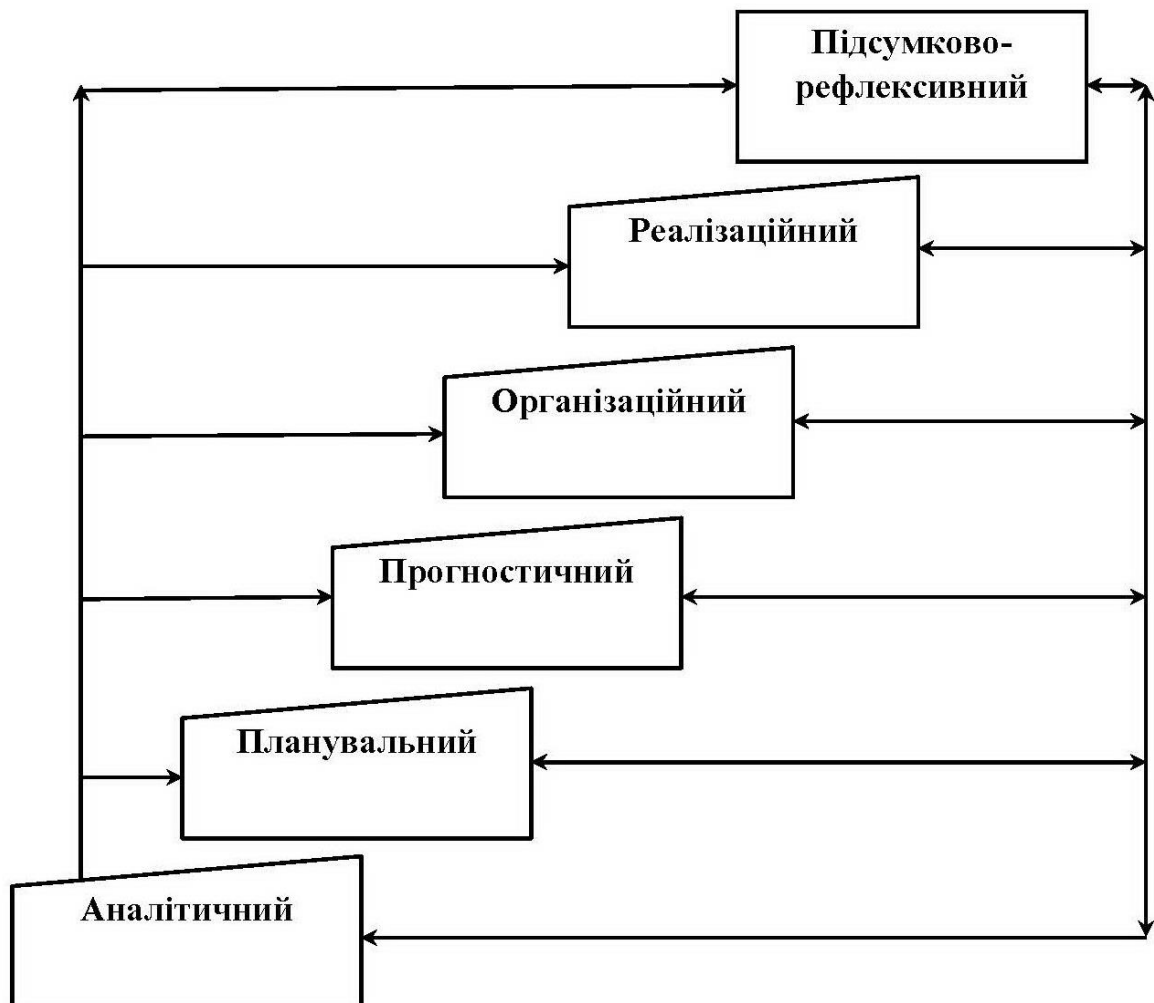 Підсумково-
рефлексивний
Реалізаційний
Організаційний
Прогностичний
Планувальний
Аналітичний